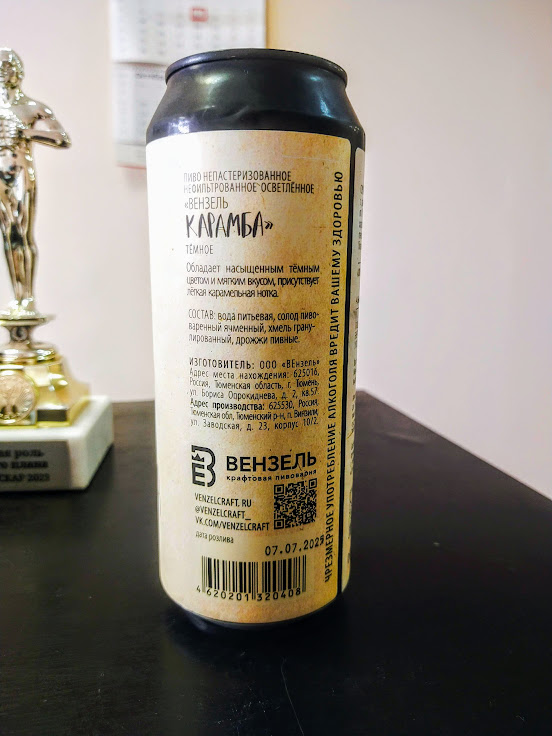 ПИВО НЕПАСТЕРИЗОВАННОЕ
НЕФИЛЬТРОВАННОЕ ОСВЕТЛЁННОЕ
«ВЕНЗЕЛЬ
КАРАМБА»
ТЁМНОЕ
Обладает насыщенным тёмным
цветом и мягким вкусом, присутствует
лёгкая карамельная нотка.
СОСТАВ: вода питьевая, солод пиво-
варенный ячменный, хмель грану-
лированный, дрожжи пивные.
ИЗГОТОВИТЕЛЬ: ООО «ВЕнзель»
Адрес места нахождения: 625016,
Россия, Тюменская область, г. Тюмень,
ул. Бориса Опрокиднева, д. 2, кв.57.
Адрес производства: 625530, Россия,
Тюменская обл, Тюменский р-н, п. Винзили,
ул. Заводская, д. 23, корпус 10/2.
ВЕНЗЕЛЬ
крафтовая пивоварня
VENZELCRAFT.RU
@VENZELCRAFT_
VK.COM/VENZELCRAFT
дата розлива
07.07.2025
4 620201 320408
ЧРЕЗМЕРНОЕ УПОТРЕБЛЕНИЕ АЛКОГОЛЯ ВРЕДИТ ВАШЕМУ ЗДОРОВЬЮ
роль
плана
ОСКАР 2023